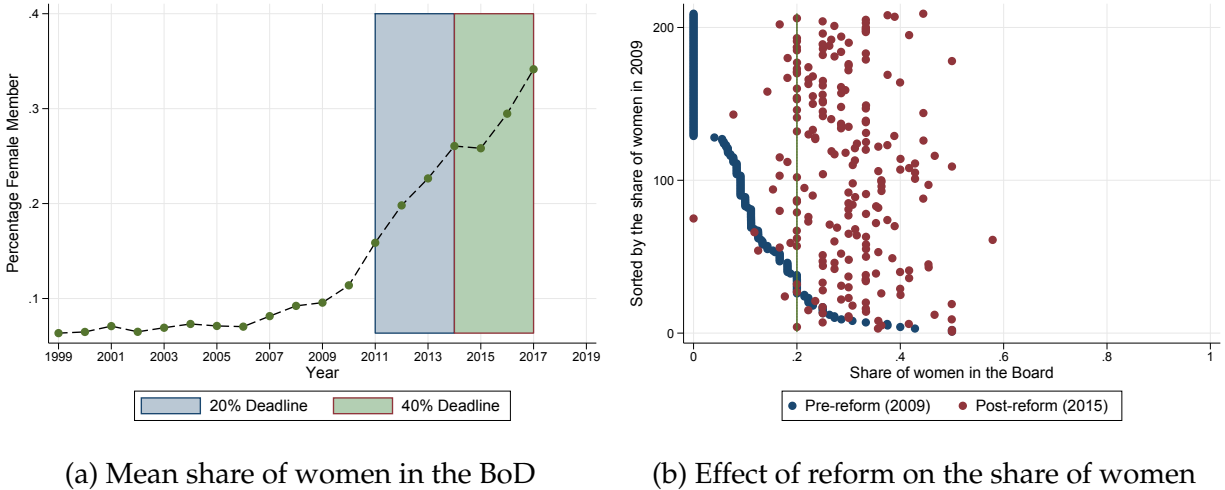 .4
.3
.2
.1
Percentage Female Member
1999 2001 2003 2005 2007 2009 2011 2013 2015 2017 2019
Year
20% Deadline 40% Deadline
(a) Mean share of women in the BoD
200
100
0
Sorted by the share of women in 2009
0 .2 .4 .6 .8 1
Share of women in the Board
Pre-reform (2009) Post-reform (2015)
(b) Effect of reform on the share of women